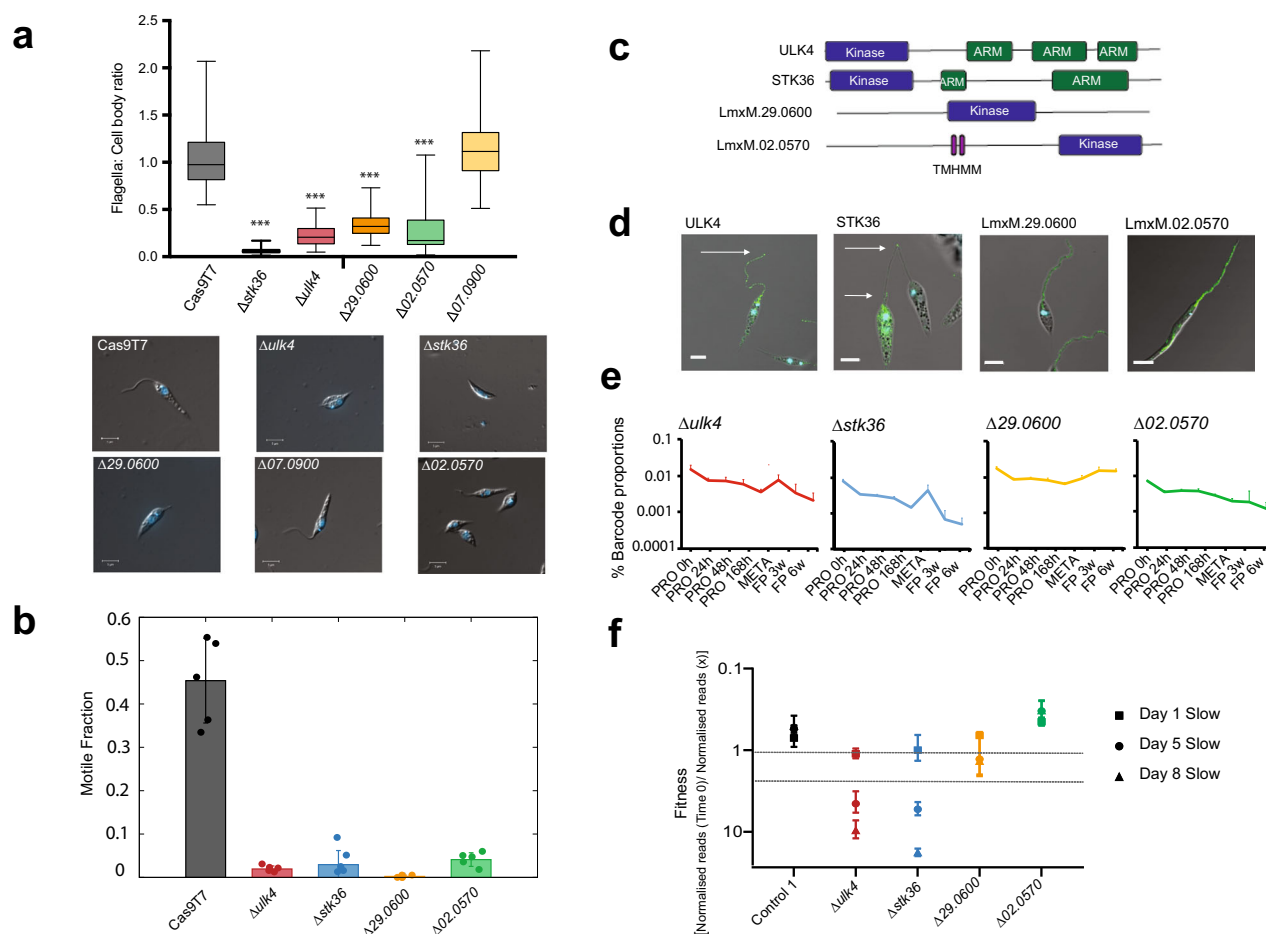 a
2.5
2.0
1.5
1.0
0.5
0.0
Flagella: Cell body ratio
***
***
***
***
Cas9T7
Δstk36
Δulk4
Δ29.0600
Δ02.0570
Δ07.0900
Cas9T7
Δulk4
Δstk36
Δ29.0600
Δ07.0900
Δ02.0570
b
0.6
0.5
0.4
0.3
0.2
0.1
0
Motile Fraction
Cas9T7
Δulk4
Δstk36
Δ29.0600
Δ02.0570
c
ULK4
Kinase
ARM
ARM
ARM
STK36
Kinase
ARM
ARM
LmxM.29.0600
Kinase
LmxM.02.0570
Kinase
TMHMM
d
ULK4
STK36
LmxM.29.0600
LmxM.02.0570
e
Δulk4
Δstk36
Δ29.0600
Δ02.0570
% Barcode proportions
0.1
0.010
0.001
0.0001
PRO 0h
PRO 24h
PRO 48h
PRO 168h
META
FP 3w
FP 6w
PRO 0h
PRO 24h
PRO 48h
PRO 168h
META
FP 3w
FP 6w
PRO 0h
PRO 24h
PRO 48h
PRO 168h
META
FP 3w
FP 6w
PRO 0h
PRO 24h
PRO 48h
PRO 168h
META
FP 3w
FP 6w
f
Fitness
[Normalised reads (Time 0)/ Normalised reads (x)]
0.1
1
10
Control 1
Δulk4
Δstk36
Δ29.0600
Δ02.0570
Day 1 Slow
Day 5 Slow
Day 8 Slow